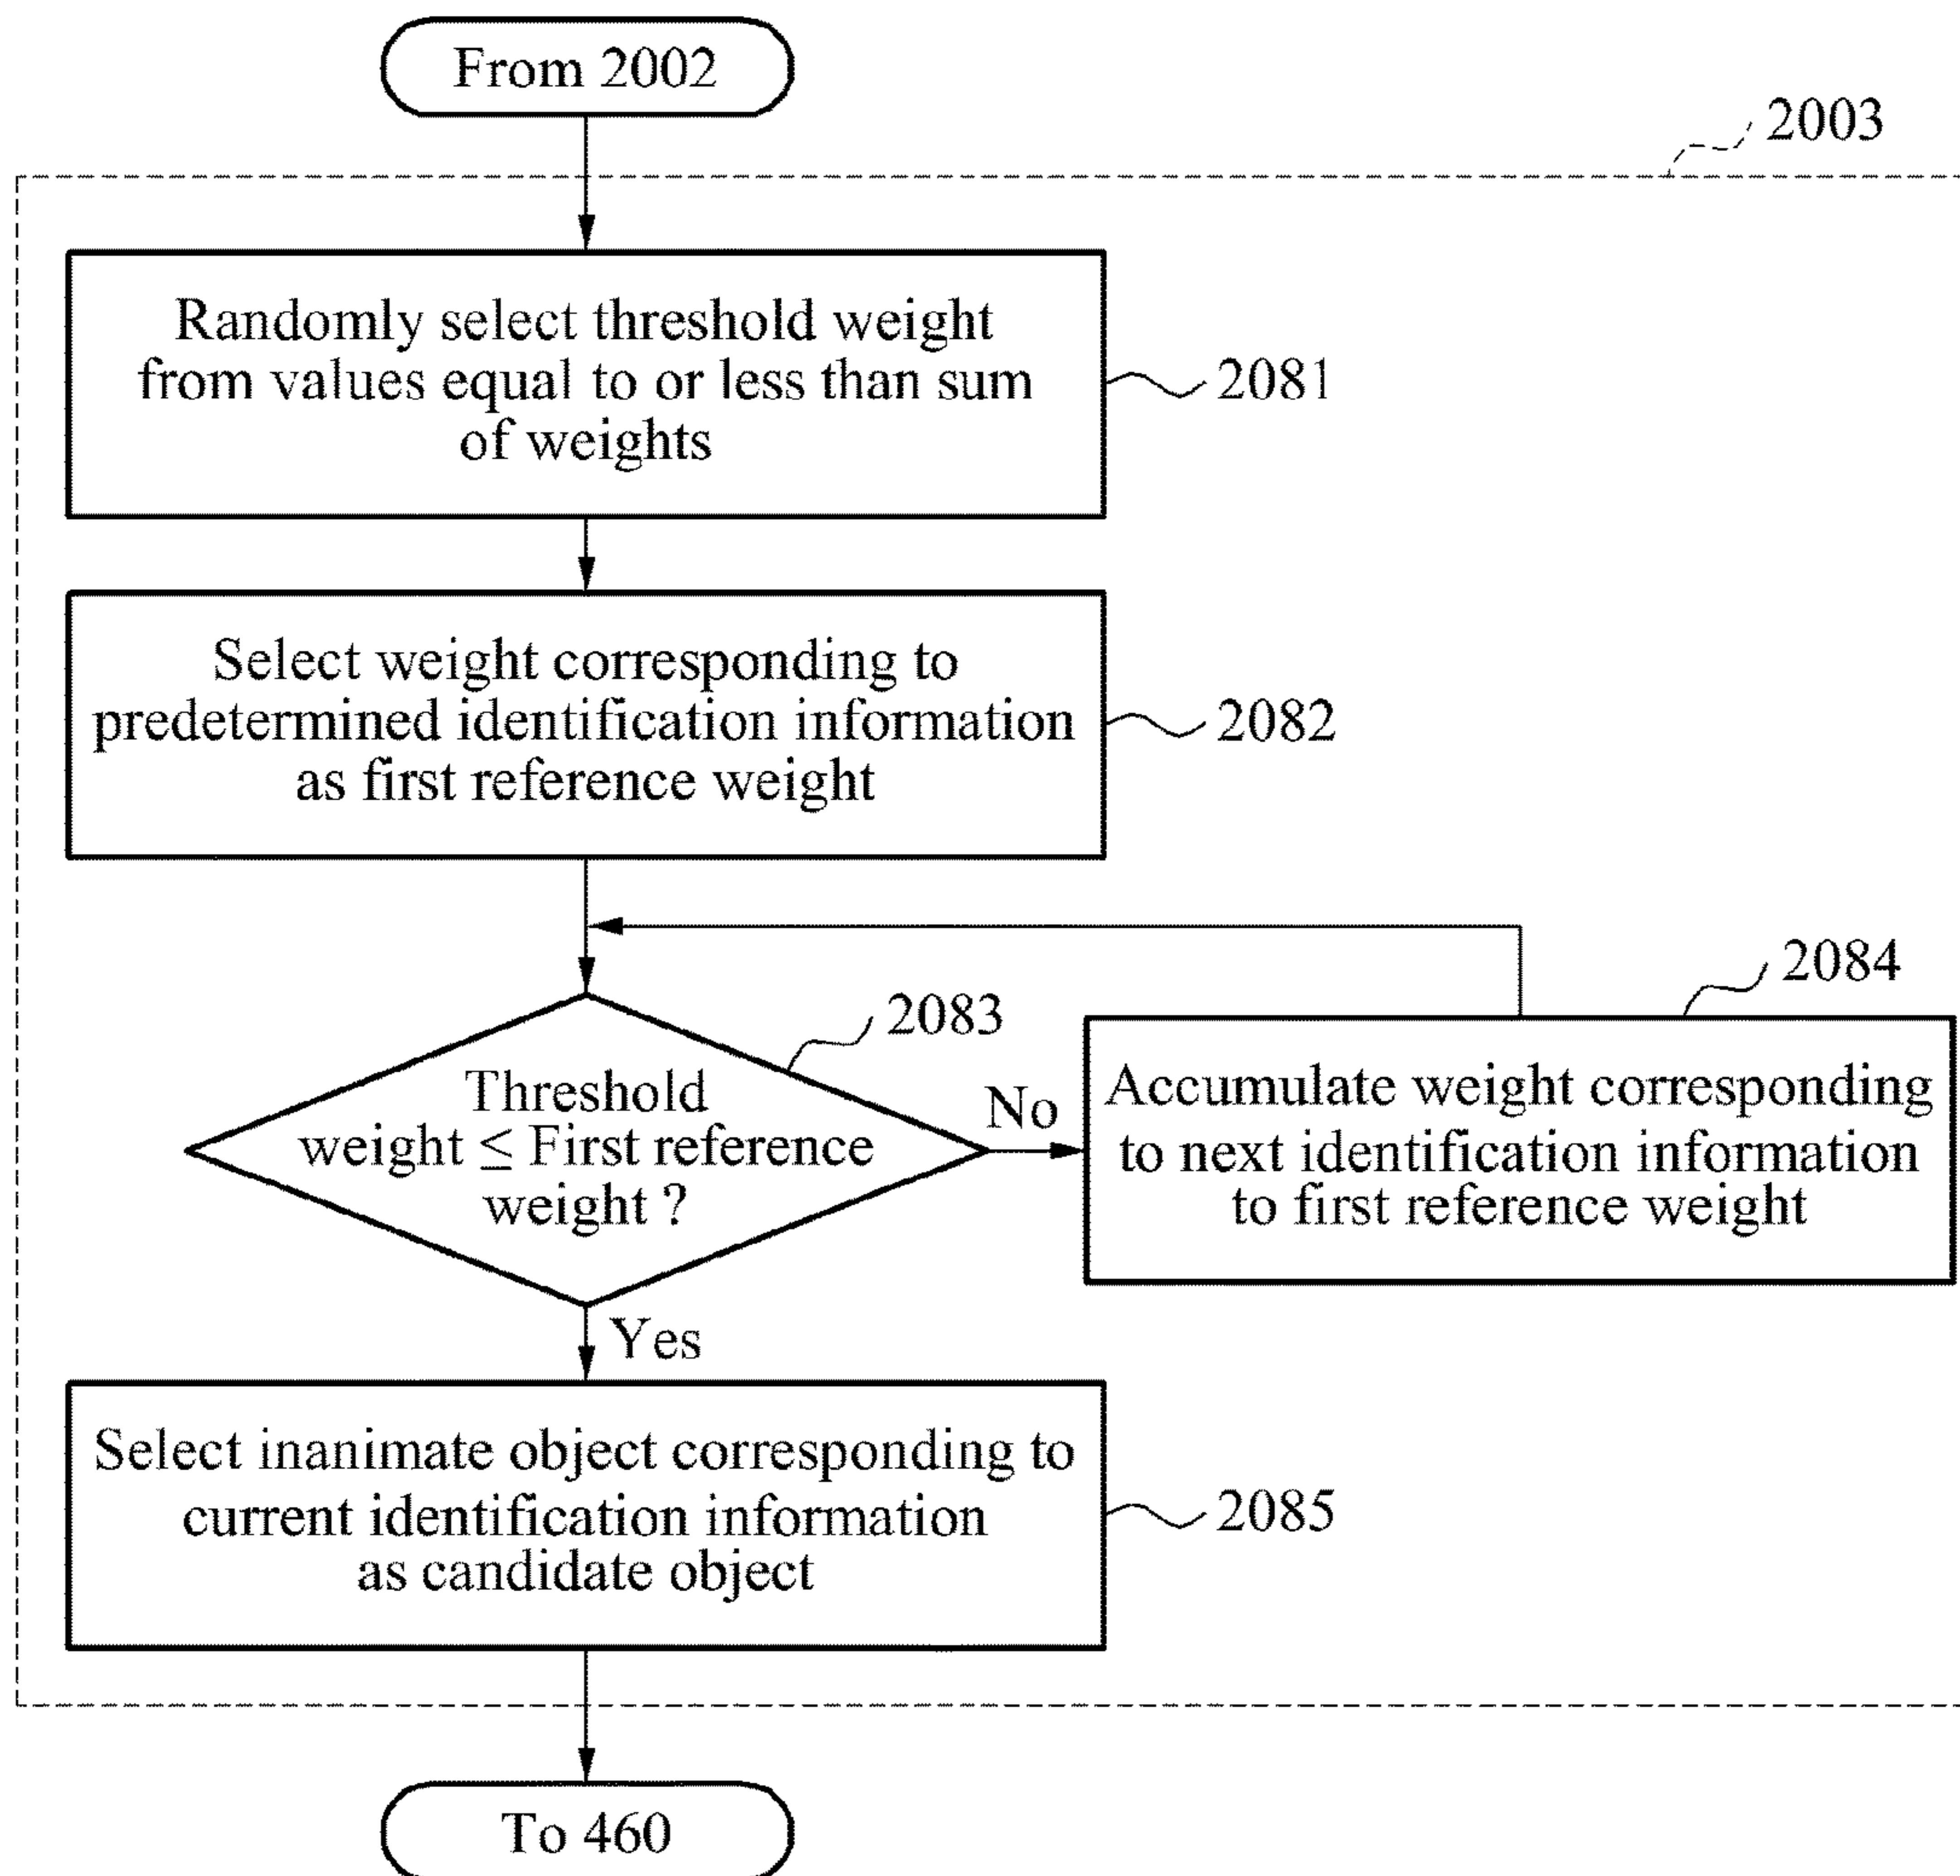 From 2002
2003
Randomly select threshold weight
from values equal to or less than sum
of weights
2081
Select weight corresponding to
predetermined identification information
as first reference weight
2082
2083
Threshold
weight ≤ First reference
weight ?
No
2084
Accumulate weight corresponding
to next identification information
to first reference weight
Yes
Select inanimate object corresponding to
current identification information
as candidate object
2085
To 460